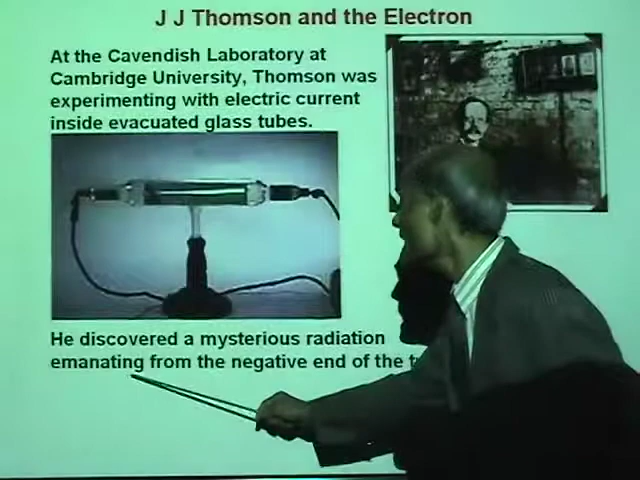 J J Thomson and the Electron
At the Cavendish Laboratory at
Cambridge University, Thomson was
experimenting with electric current
inside evacuated glass tubes.
He discovered a mysterious radiation
emanating from the negative end of the